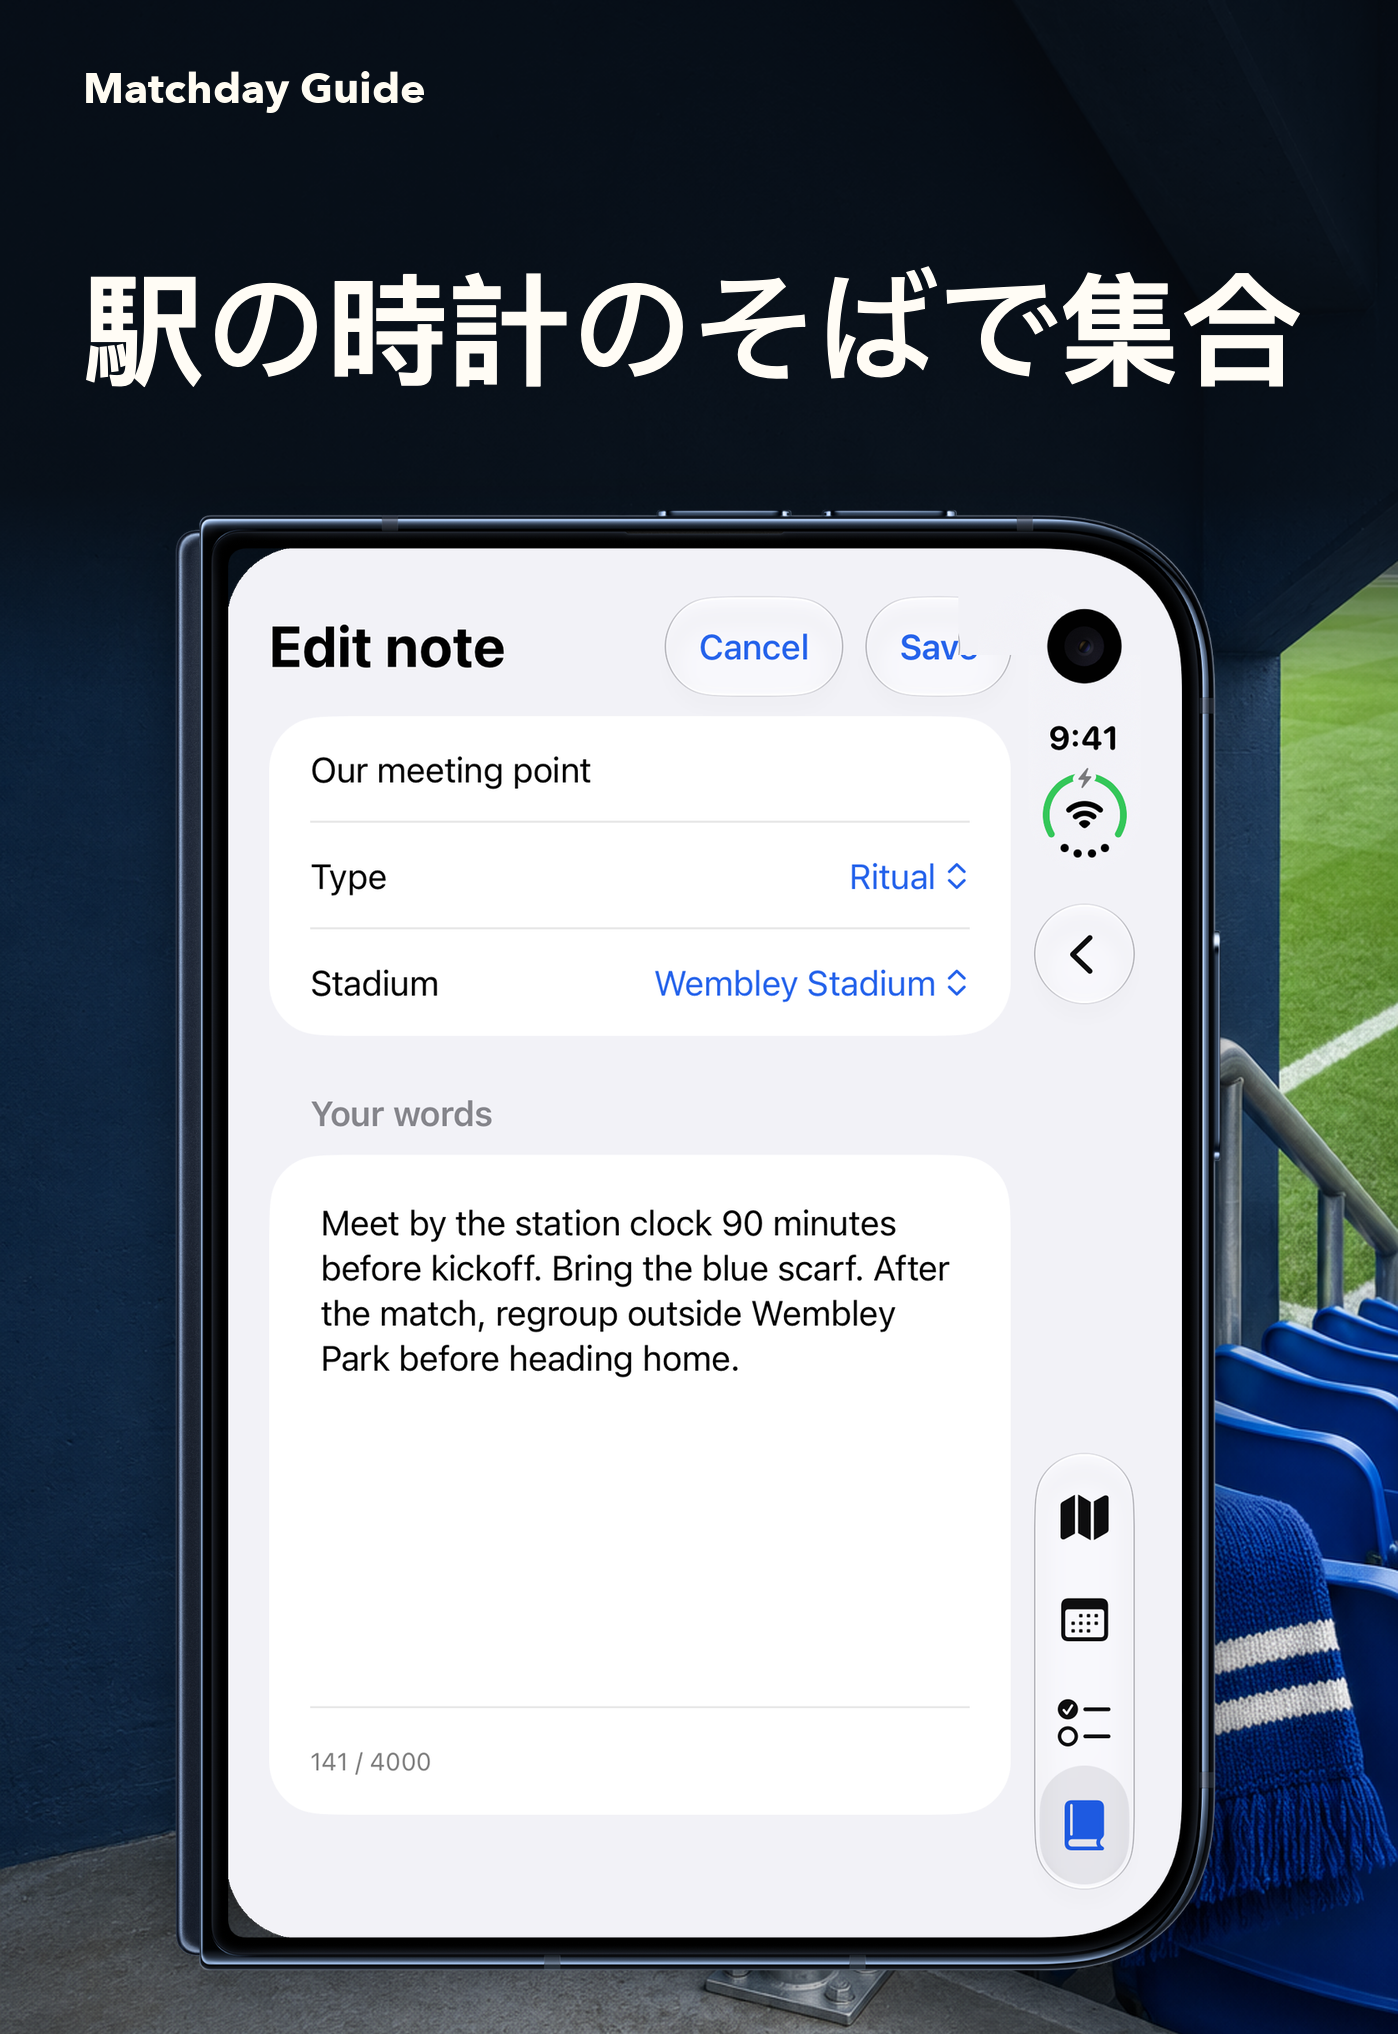 Matchday Guide
駅の時計のそばで集合
Edit note
Cancel
Save
9:41
Our meeting point
Type
Ritual
Stadium
Wembley Stadium
Your words
Meet by the station clock 90 minutes
before kickoff. Bring the blue scarf. After
the match, regroup outside Wembley
Park before heading home.
141 / 4000